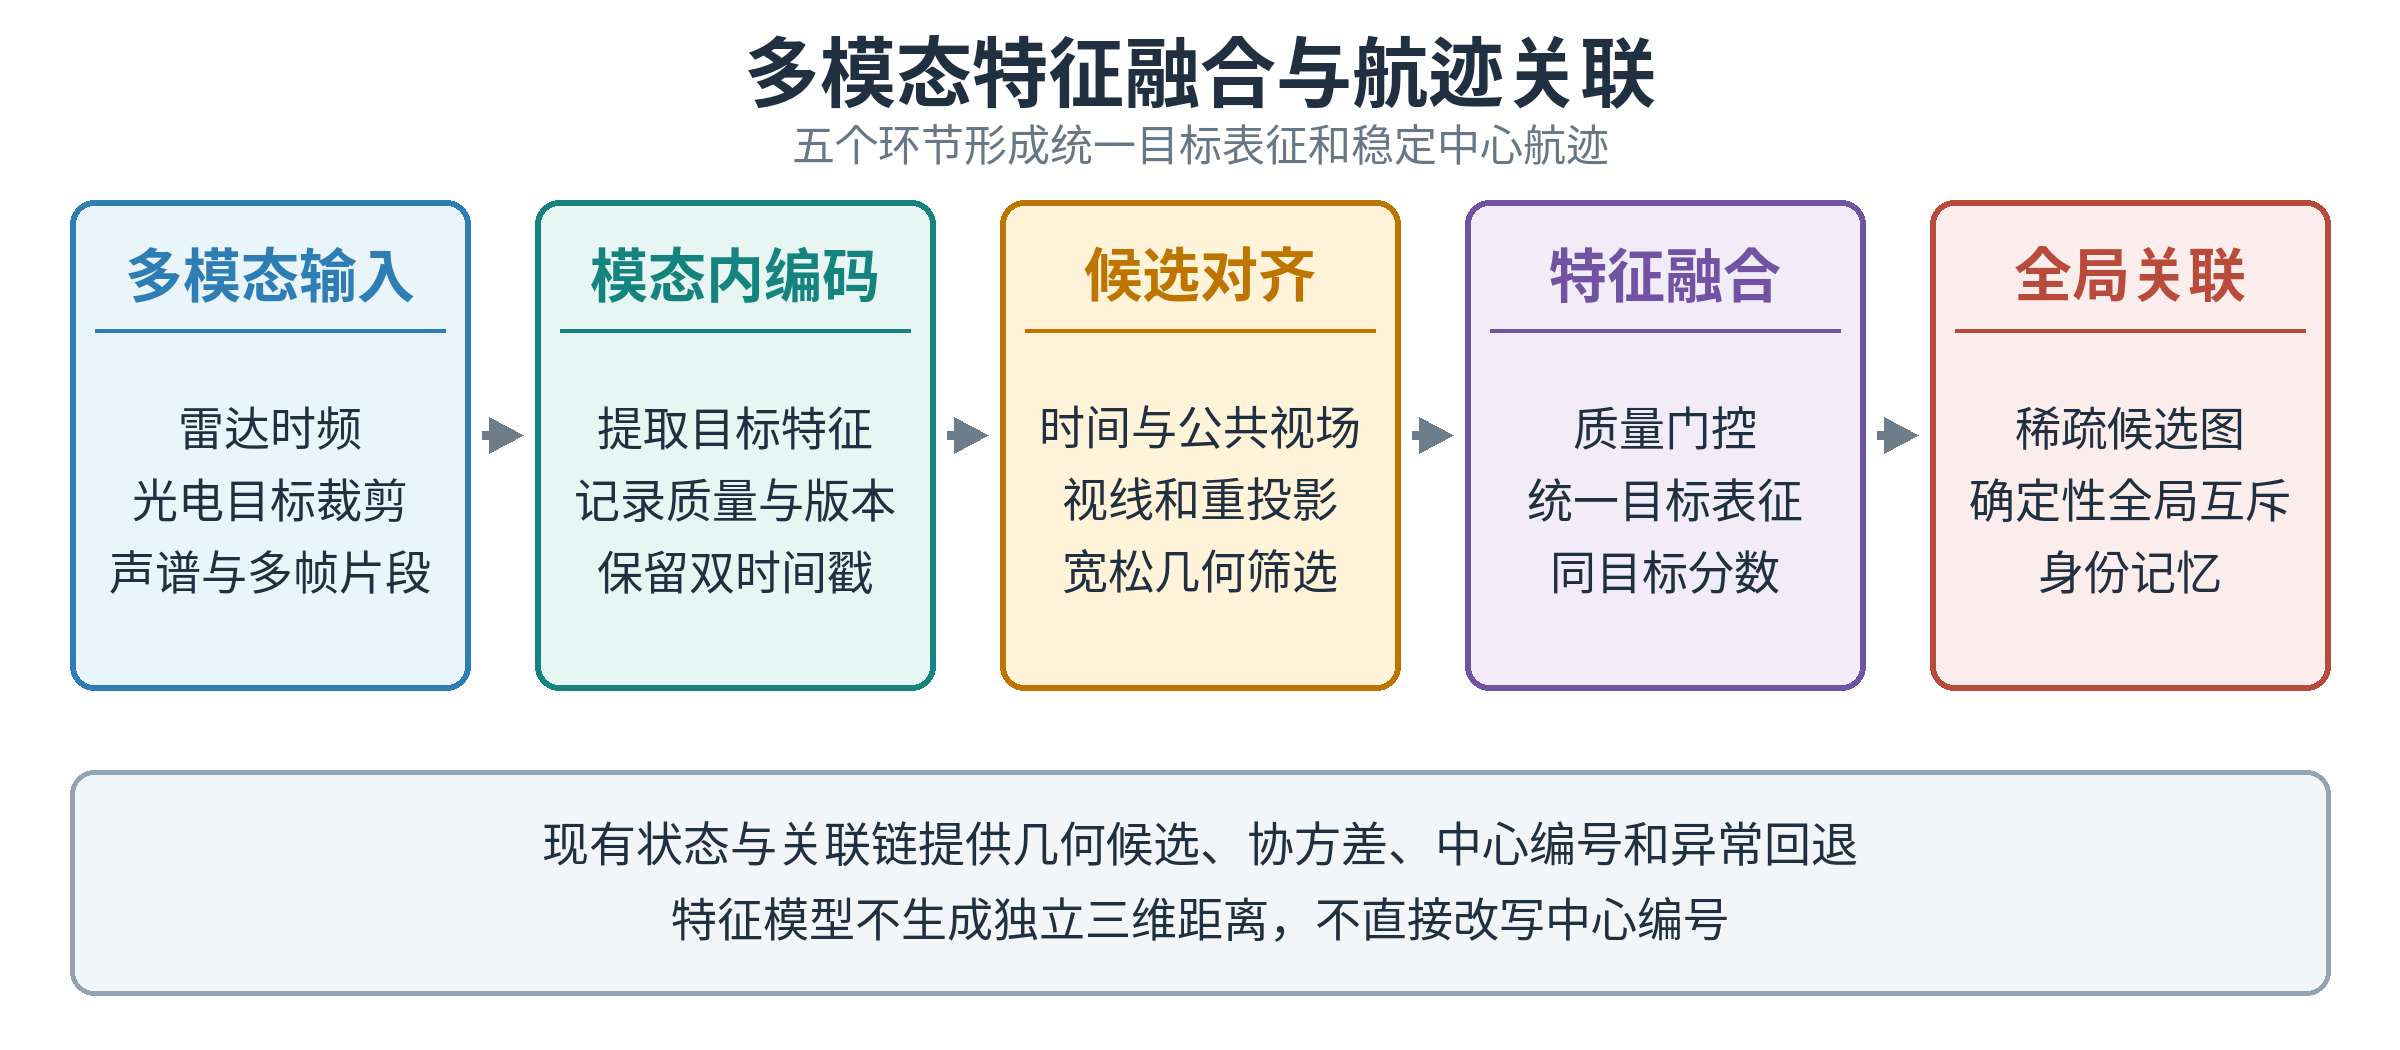 多模态特征融合与航迹关联
五个环节形成统一目标表征和稳定中心航迹
多模态输入
雷达时频
光电目标裁剪
声谱与多帧片段
模态内编码
提取目标特征
记录质量与版本
保留双时间戳
候选对齐
时间与公共视场
视线和重投影
宽松几何筛选
特征融合
质量门控
统一目标表征
同目标分数
全局关联
稀疏候选图
确定性全局互斥
身份记忆
现有状态与关联链提供几何候选、协方差、中心编号和异常回退
特征模型不生成独立三维距离，不直接改写中心编号